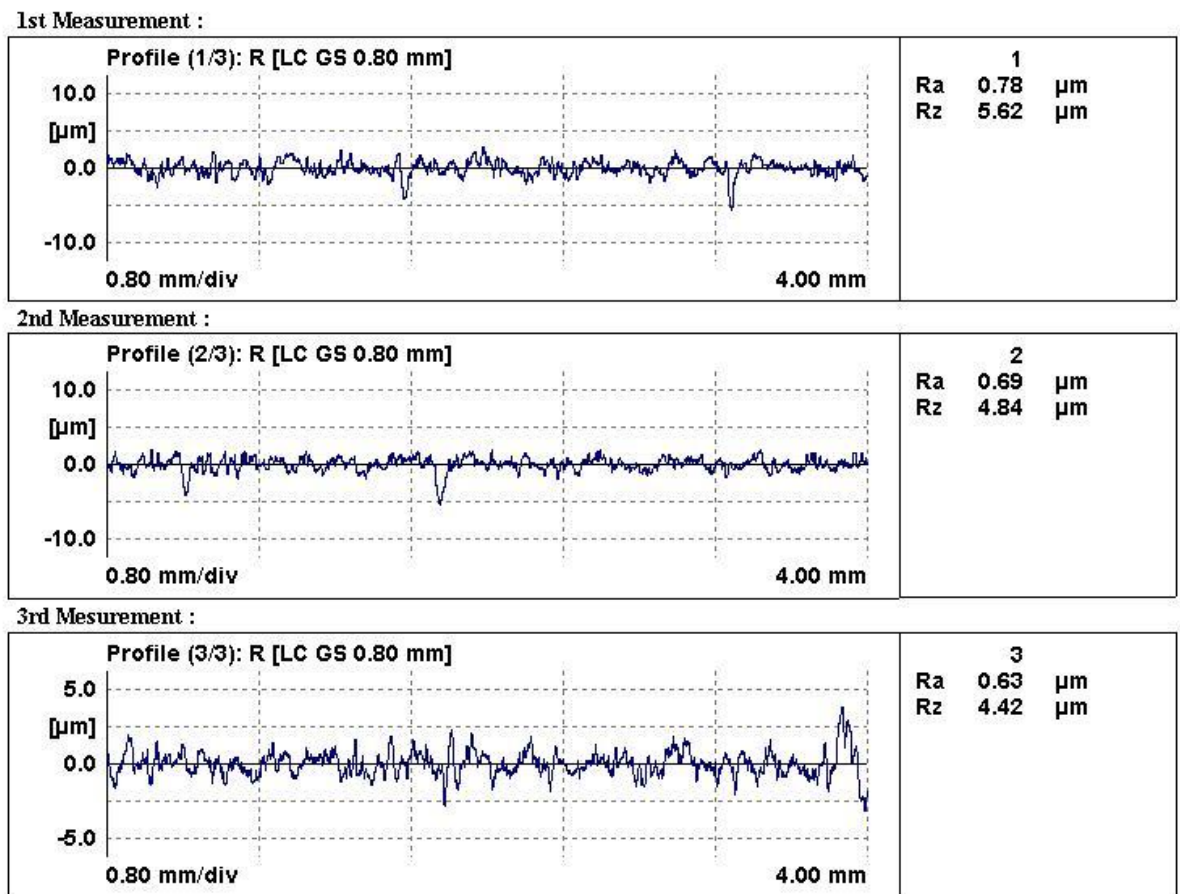 1st Measurement :
Profile (1/3): R [LC GS 0.80 mm]
10.0
[µm]
0.0
-10.0
0.80 mm/div 4.00 mm
1
Ra 0.78 µm
Rz 5.62 µm
2nd Measurement :
Profile (2/3): R [LC GS 0.80 mm]
10.0
[µm]
0.0
-10.0
0.80 mm/div 4.00 mm
2
Ra 0.69 µm
Rz 4.84 µm
3rd Mesurement :
Profile (3/3): R [LC GS 0.80 mm]
5.0
[µm]
0.0
-5.0
0.80 mm/div 4.00 mm
3
Ra 0.63 µm
Rz 4.42 µm